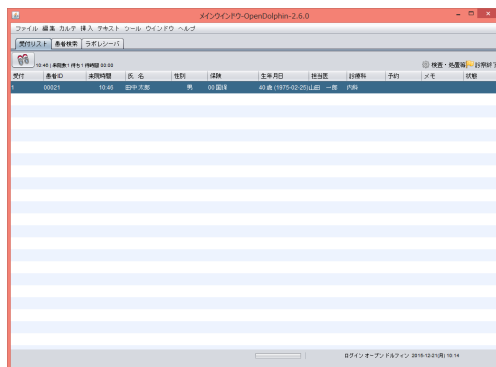 メインウインドウ-OpenDolphin-2.6.0
ファイル 編集 カルテ 挿入 テキスト ツール ウインドウ ヘルプ
受付リスト 患者検索 ラボレシーバ
10:46 | 来院数1 待ち1 待時間 00:00 検査・処置等 診察終了
受付 患者ID 来院時間 氏 名 性別 保険 生年月日 担当医 診療科 予約 メモ 状態
1 00021 10:46 田中太郎 男 00 国保 40 歳 (1975-02-25) 山田 一郎 内科
ログイン オープンドルフィン 2015-12-21(月) 10:14